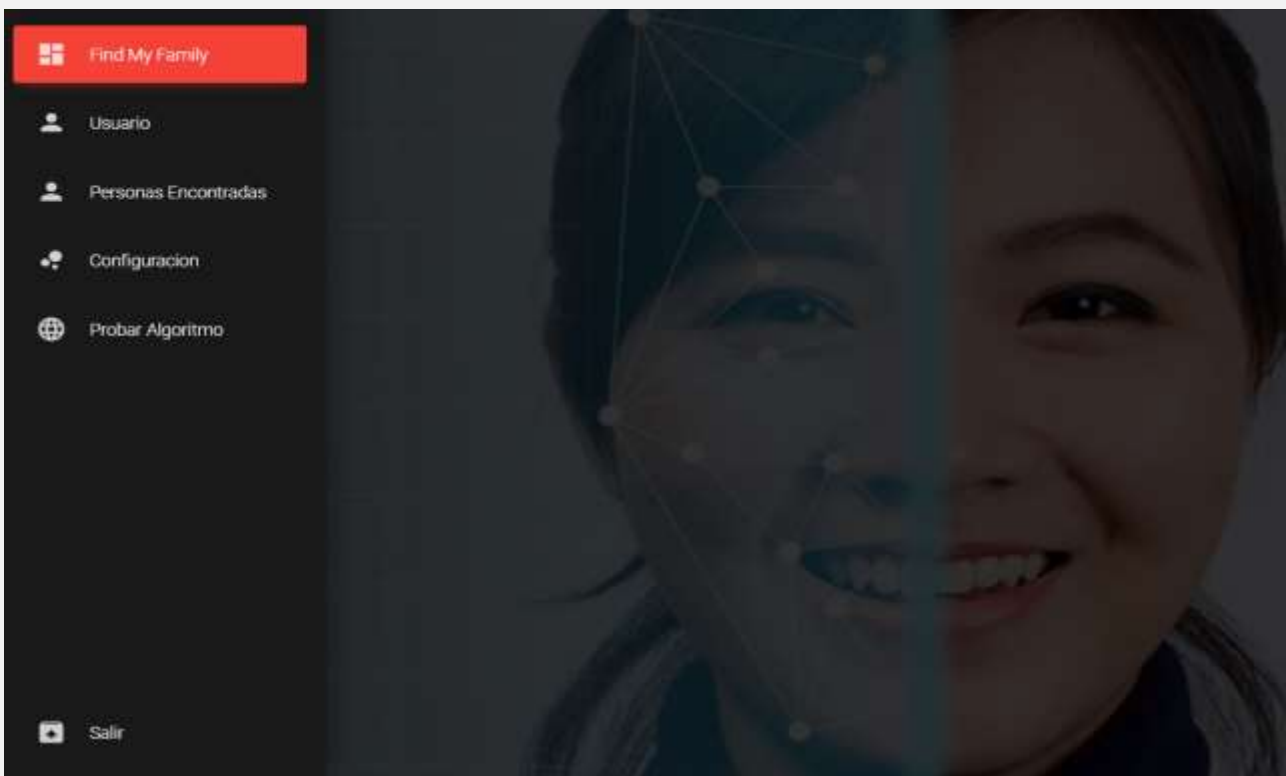 Find My Family
Usuario
Personas Encontradas
Configuracion
Probar Algoritmo
Salir